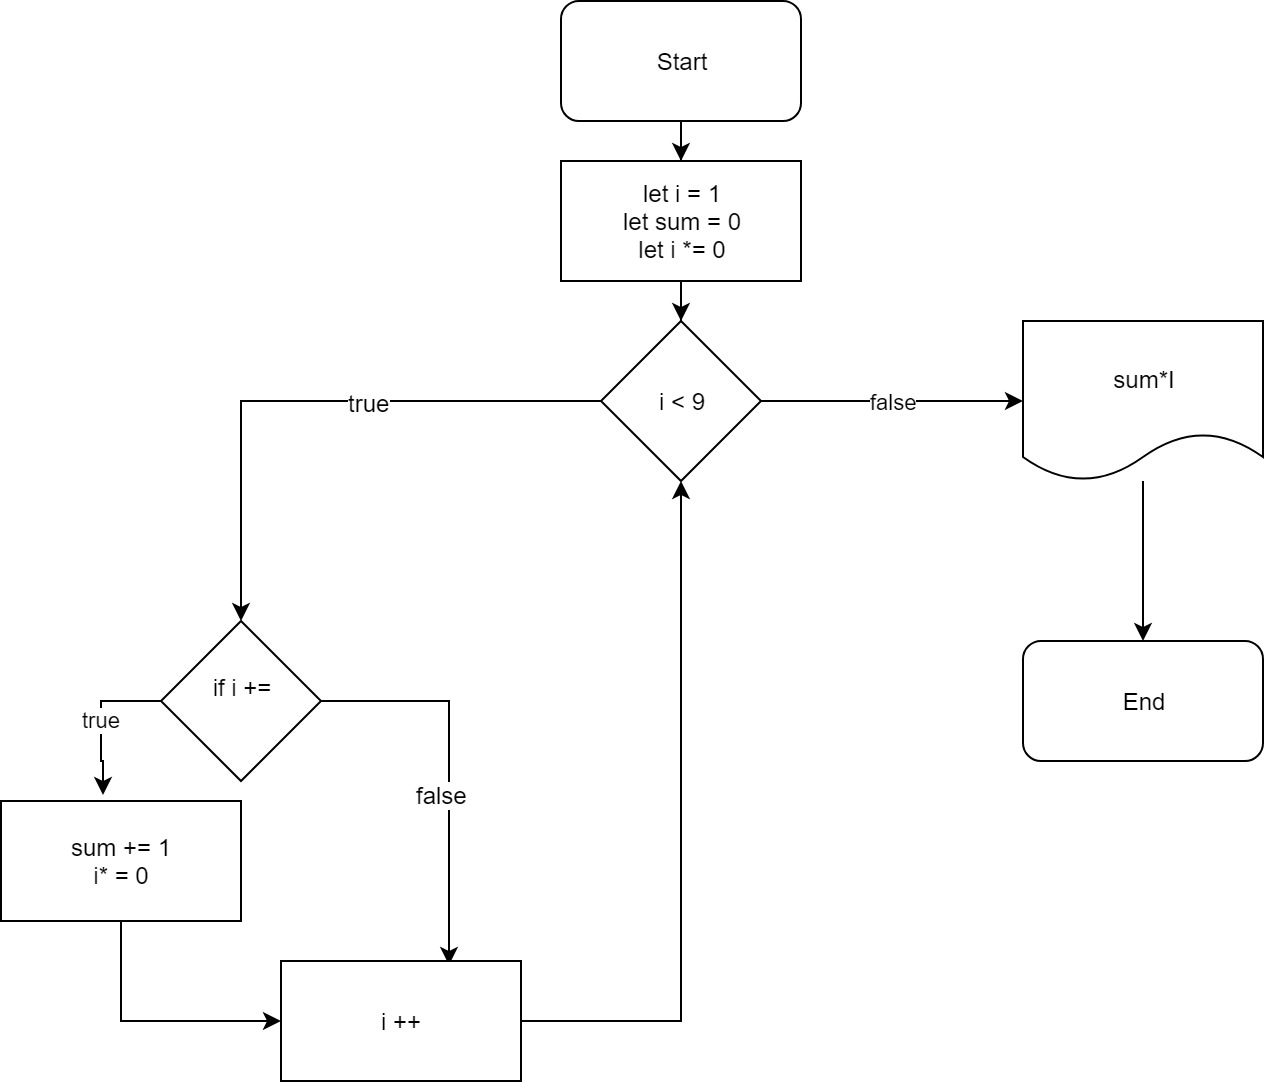 Start
let i = 1
let sum = 0
let i *= 0
i < 9
true
false
sum*I
if i +=
true
false
sum += 1
i* = 0
i ++
End